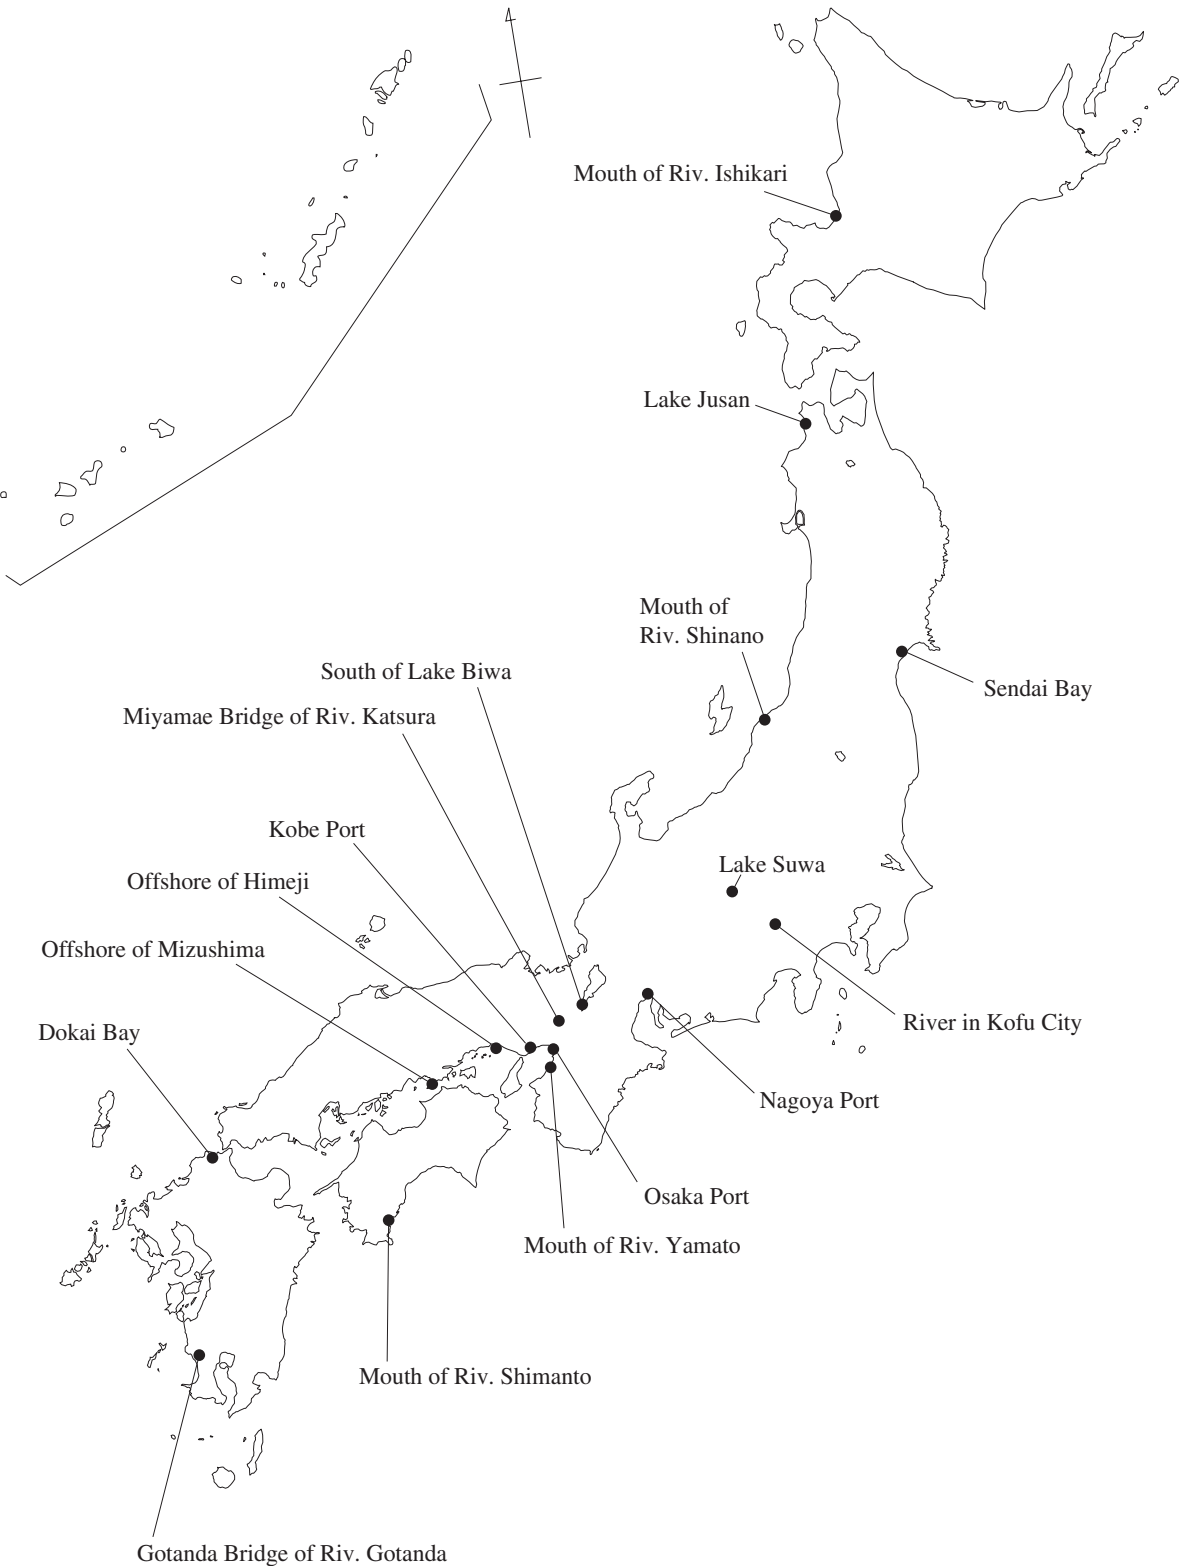 Mouth of Riv. Ishikari
Lake Jusan
Mouth of
Riv. Shinano
South of Lake Biwa
Sendai Bay
Miyamae Bridge of Riv. Katsura
Kobe Port
Lake Suwa
Offshore of Himeji
Offshore of Mizushima
River in Kofu City
Dokai Bay
Nagoya Port
Osaka Port
Mouth of Riv. Yamato
Mouth of Riv. Shimanto
Gotanda Bridge of Riv. Gotanda